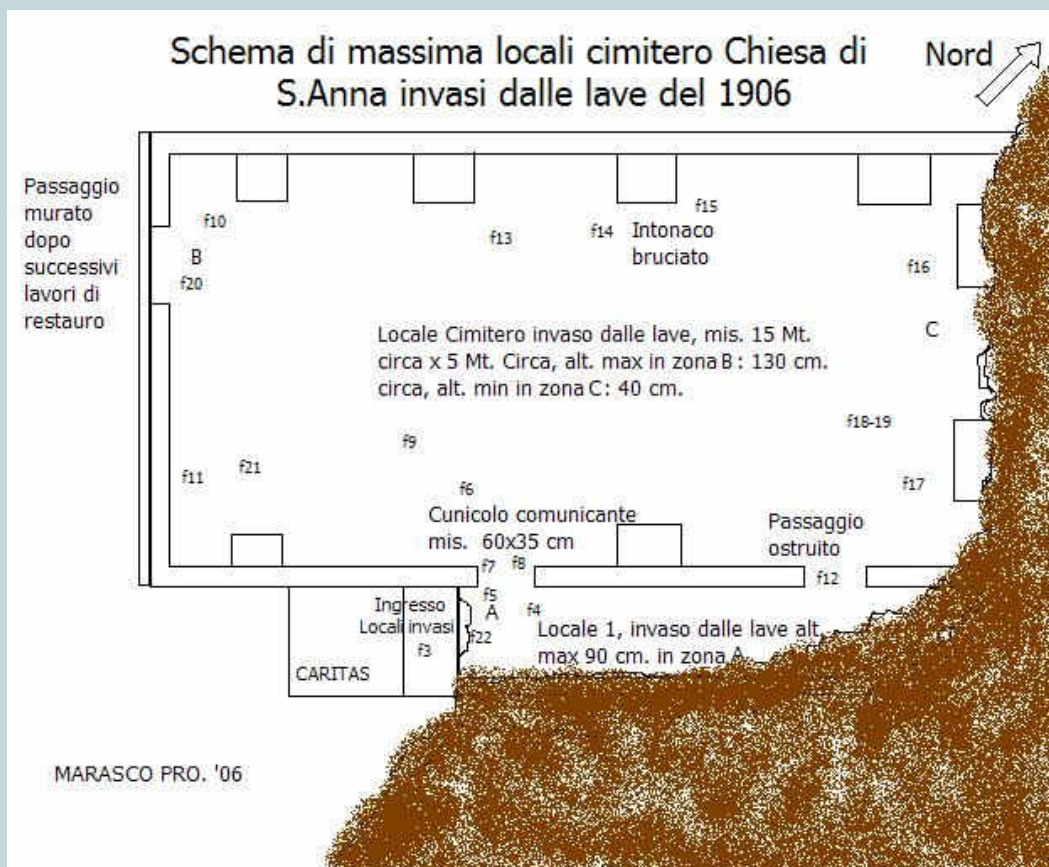 Schema di massima locali cimitero Chiesa di
S.Anna invasi dalle lave del 1906
Nord
Passaggio
murato
dopo
successivi
lavori di
restauro
f10
B
f20
f13
f14
f15
Intonaco
bruciato
f16
C
Locale Cimitero invaso dalle lave, mis. 15 Mt.
circa x 5 Mt. Circa, alt. max in zona B: 130 cm.
circa, alt. min in zona C: 40 cm.
f18-19
f9
f11
f21
f6
f17
Cunicolo comunicante
mis. 60x35 cm
Passaggio
ostruito
f7
f8
f12
f5
A
f4
Ingresso
Locali invasi
f3
f22
Locale 1, invaso dalle lave alt.
max 90 cm. in zona A
CARITAS
MARASCO PRO. '06